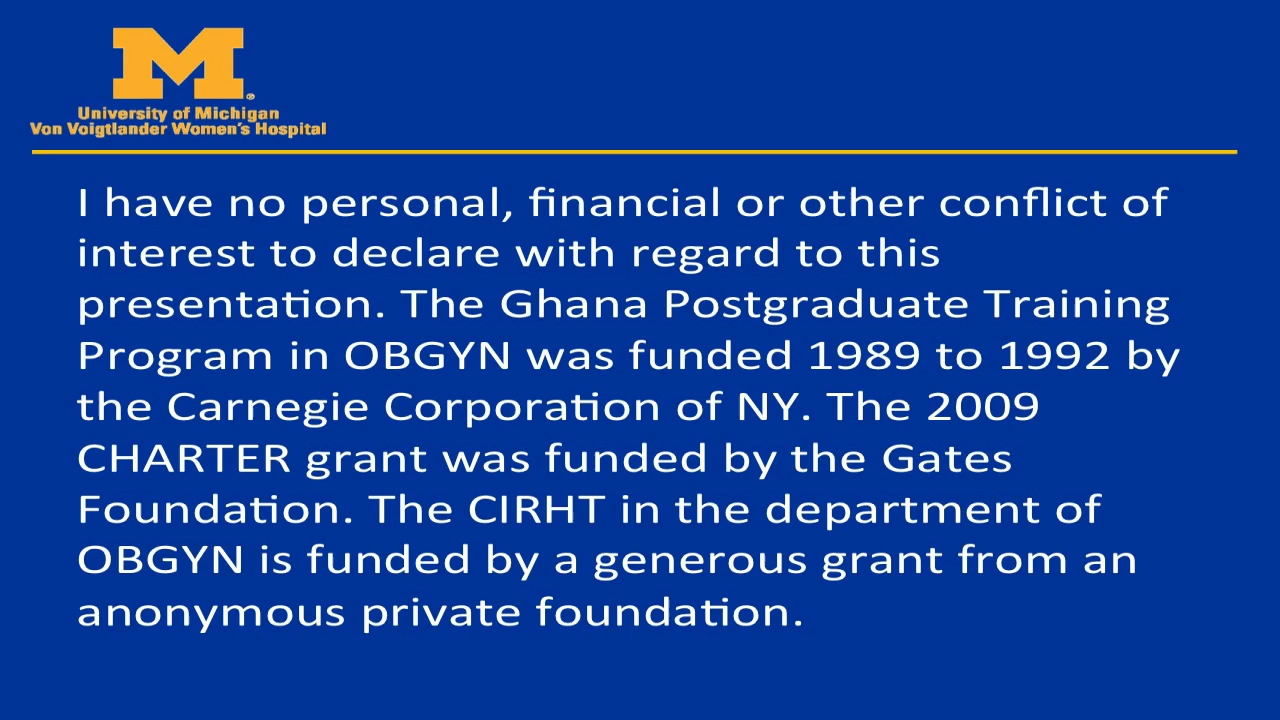 M
University of Michigan
Von Voigtlander Women's Hospital
I have no personal, financial or other conflict of
interest to declare with regard to this
presentation. The Ghana Postgraduate Training
Program in OBGYN was funded 1989 to 1992 by
the Carnegie Corporation of NY. The 2009
CHARTER grant was funded by the Gates
Foundation. The CIRHT in the department of
OBGYN is funded by a generous grant from an
anonymous private foundation.